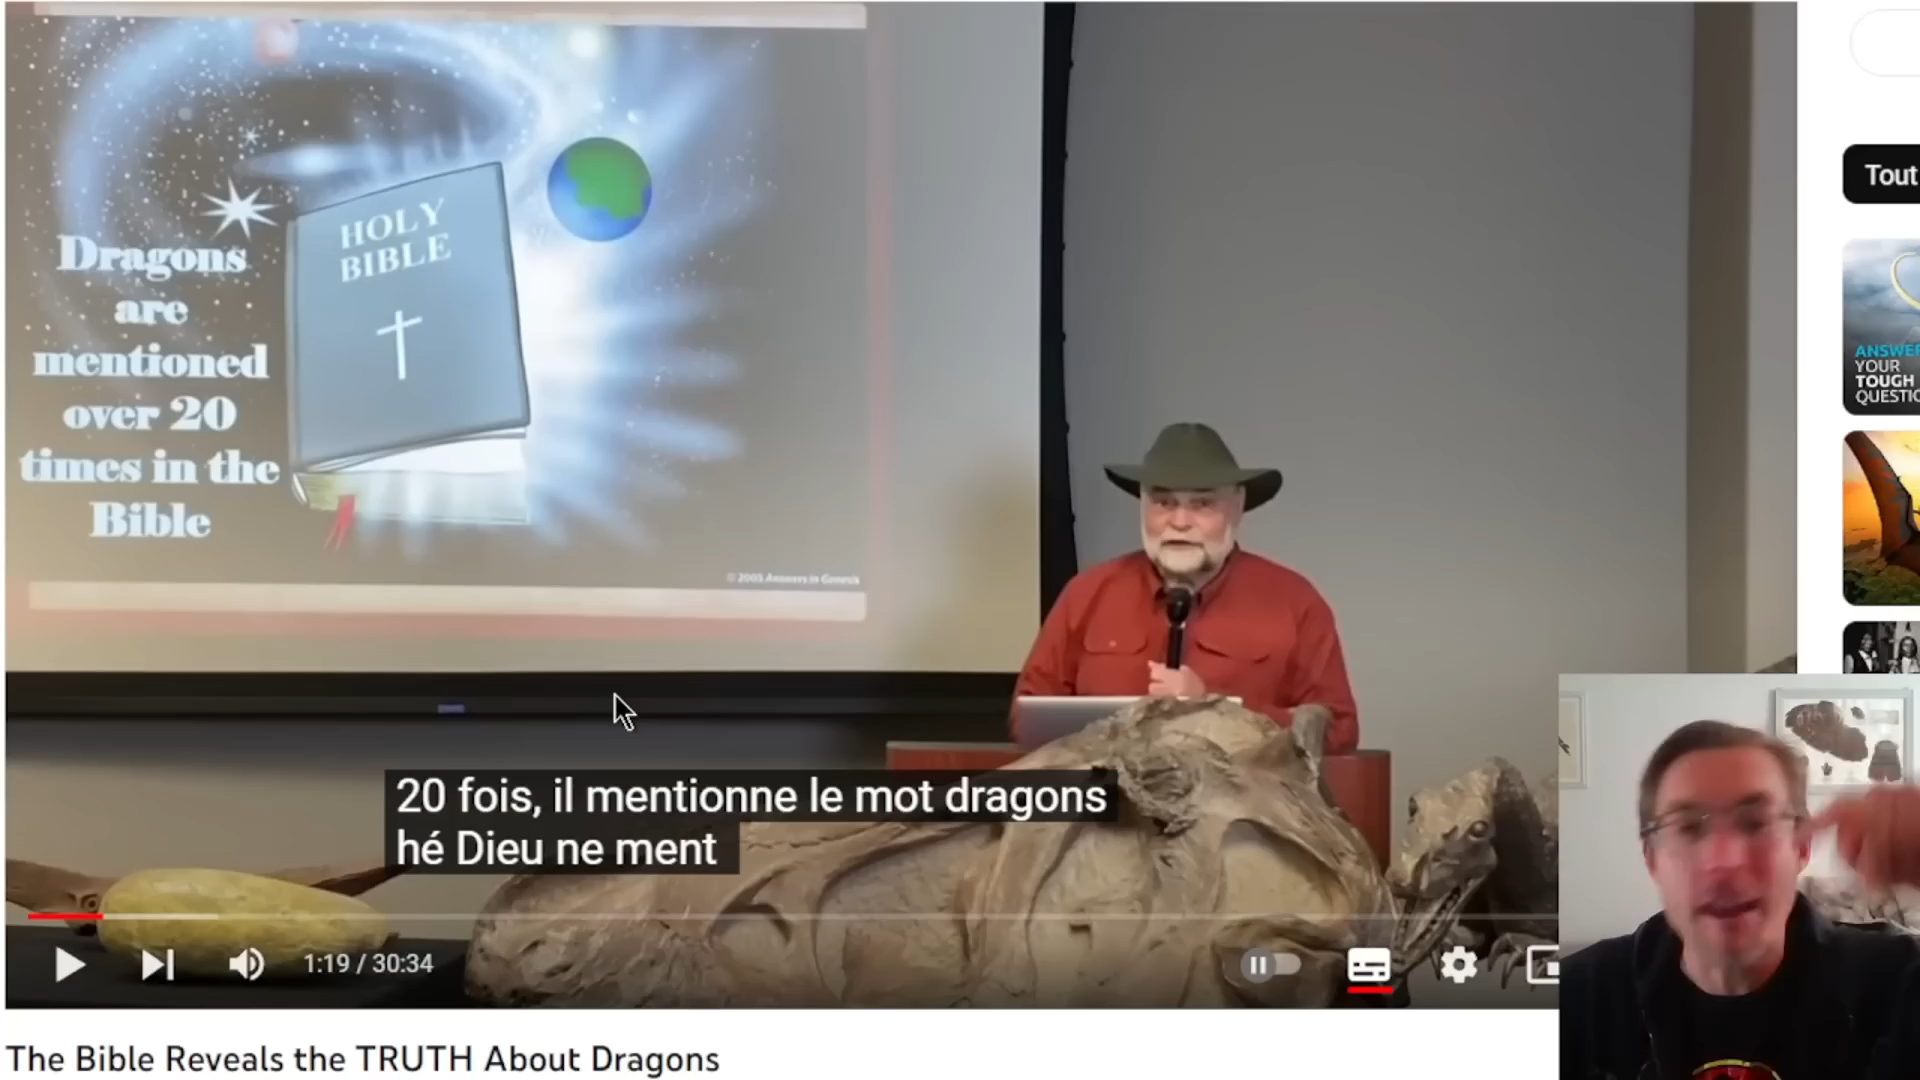 HOLY
BIBLE
Dragons
are
mentioned
over 20
times in the
Bible
© 2005 Answers in Genesis
20 fois, il mentionne le mot dragons
hé Dieu ne ment
1:19 / 30:34
The Bible Reveals the TRUTH About Dragons
Tout
ANSWE
YOUR
TOUGH
QUESTIO